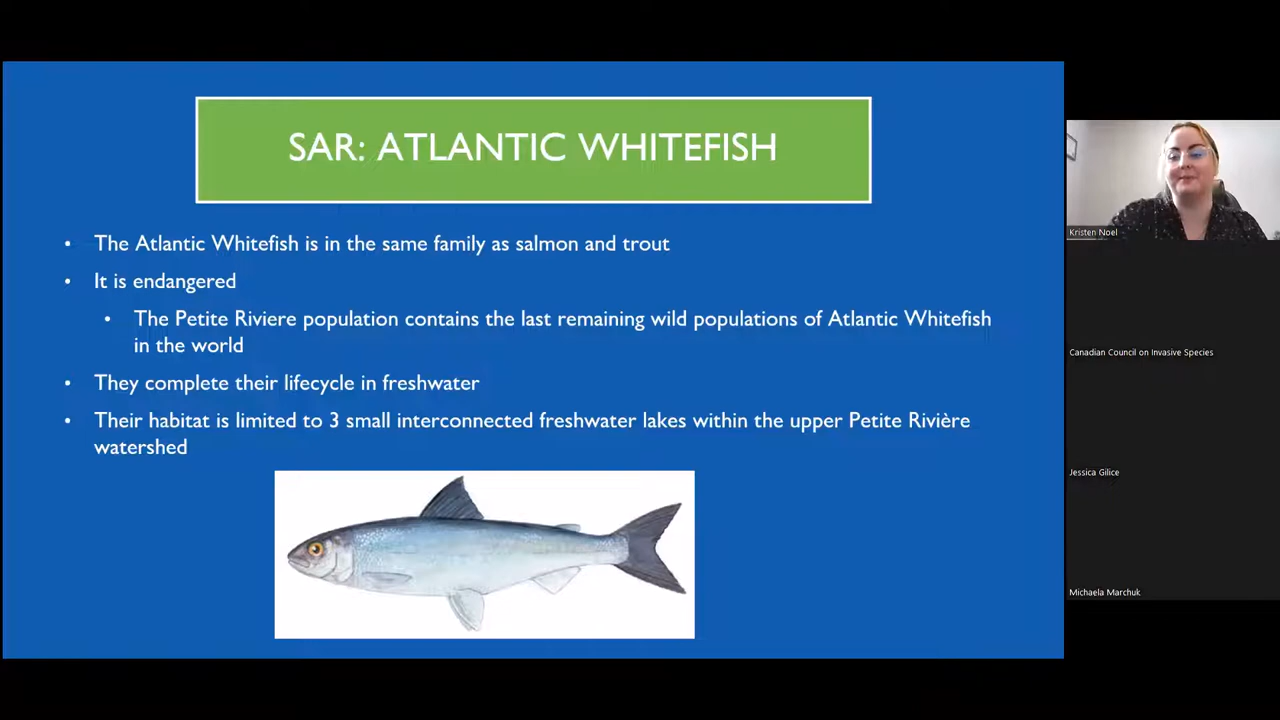 SAR: ATLANTIC WHITEFISH
• The Atlantic Whitefish is in the same family as salmon and trout
• It is endangered
• The Petite Riviere population contains the last remaining wild populations of Atlantic Whitefish
in the world
• They complete their lifecycle in freshwater
• Their habitat is limited to 3 small interconnected freshwater lakes within the upper Petite Rivière
watershed
Kristen Noel
Canadian Council on Invasive Species
Jessica Gilice
Michaela Marchuk